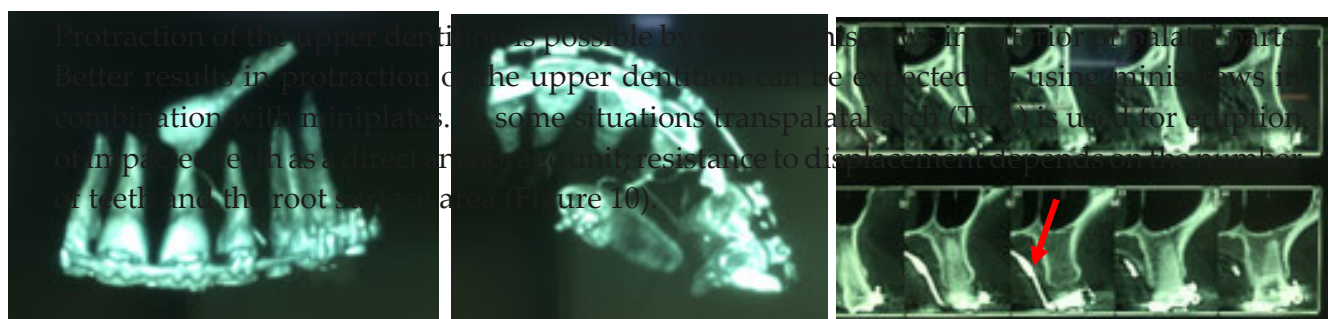 Protraction of the upper dentition is possible by miniscrews in or palatal parts.
Better results in protraction of the upper dentition can be expected by using miniscrews in
combination with miniplates. In some situations transpalatal arch (TPA) is used for eruption
of impacted teeth as a direct anchorage unit; resistance to displacement depends on the number
of teeth and the root surface area (Figure 10).